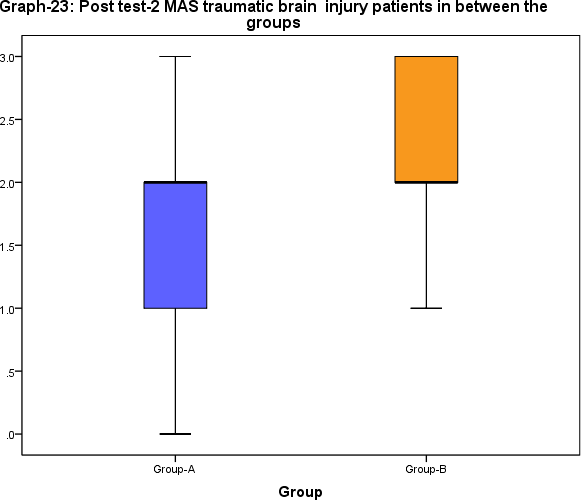 Graph-23: Post test-2 MAS traumatic brain  injury patients in between the
groups
3.0
2.5
2.0
1.5
1.0
.5
.0
Group-A Group-B
Group